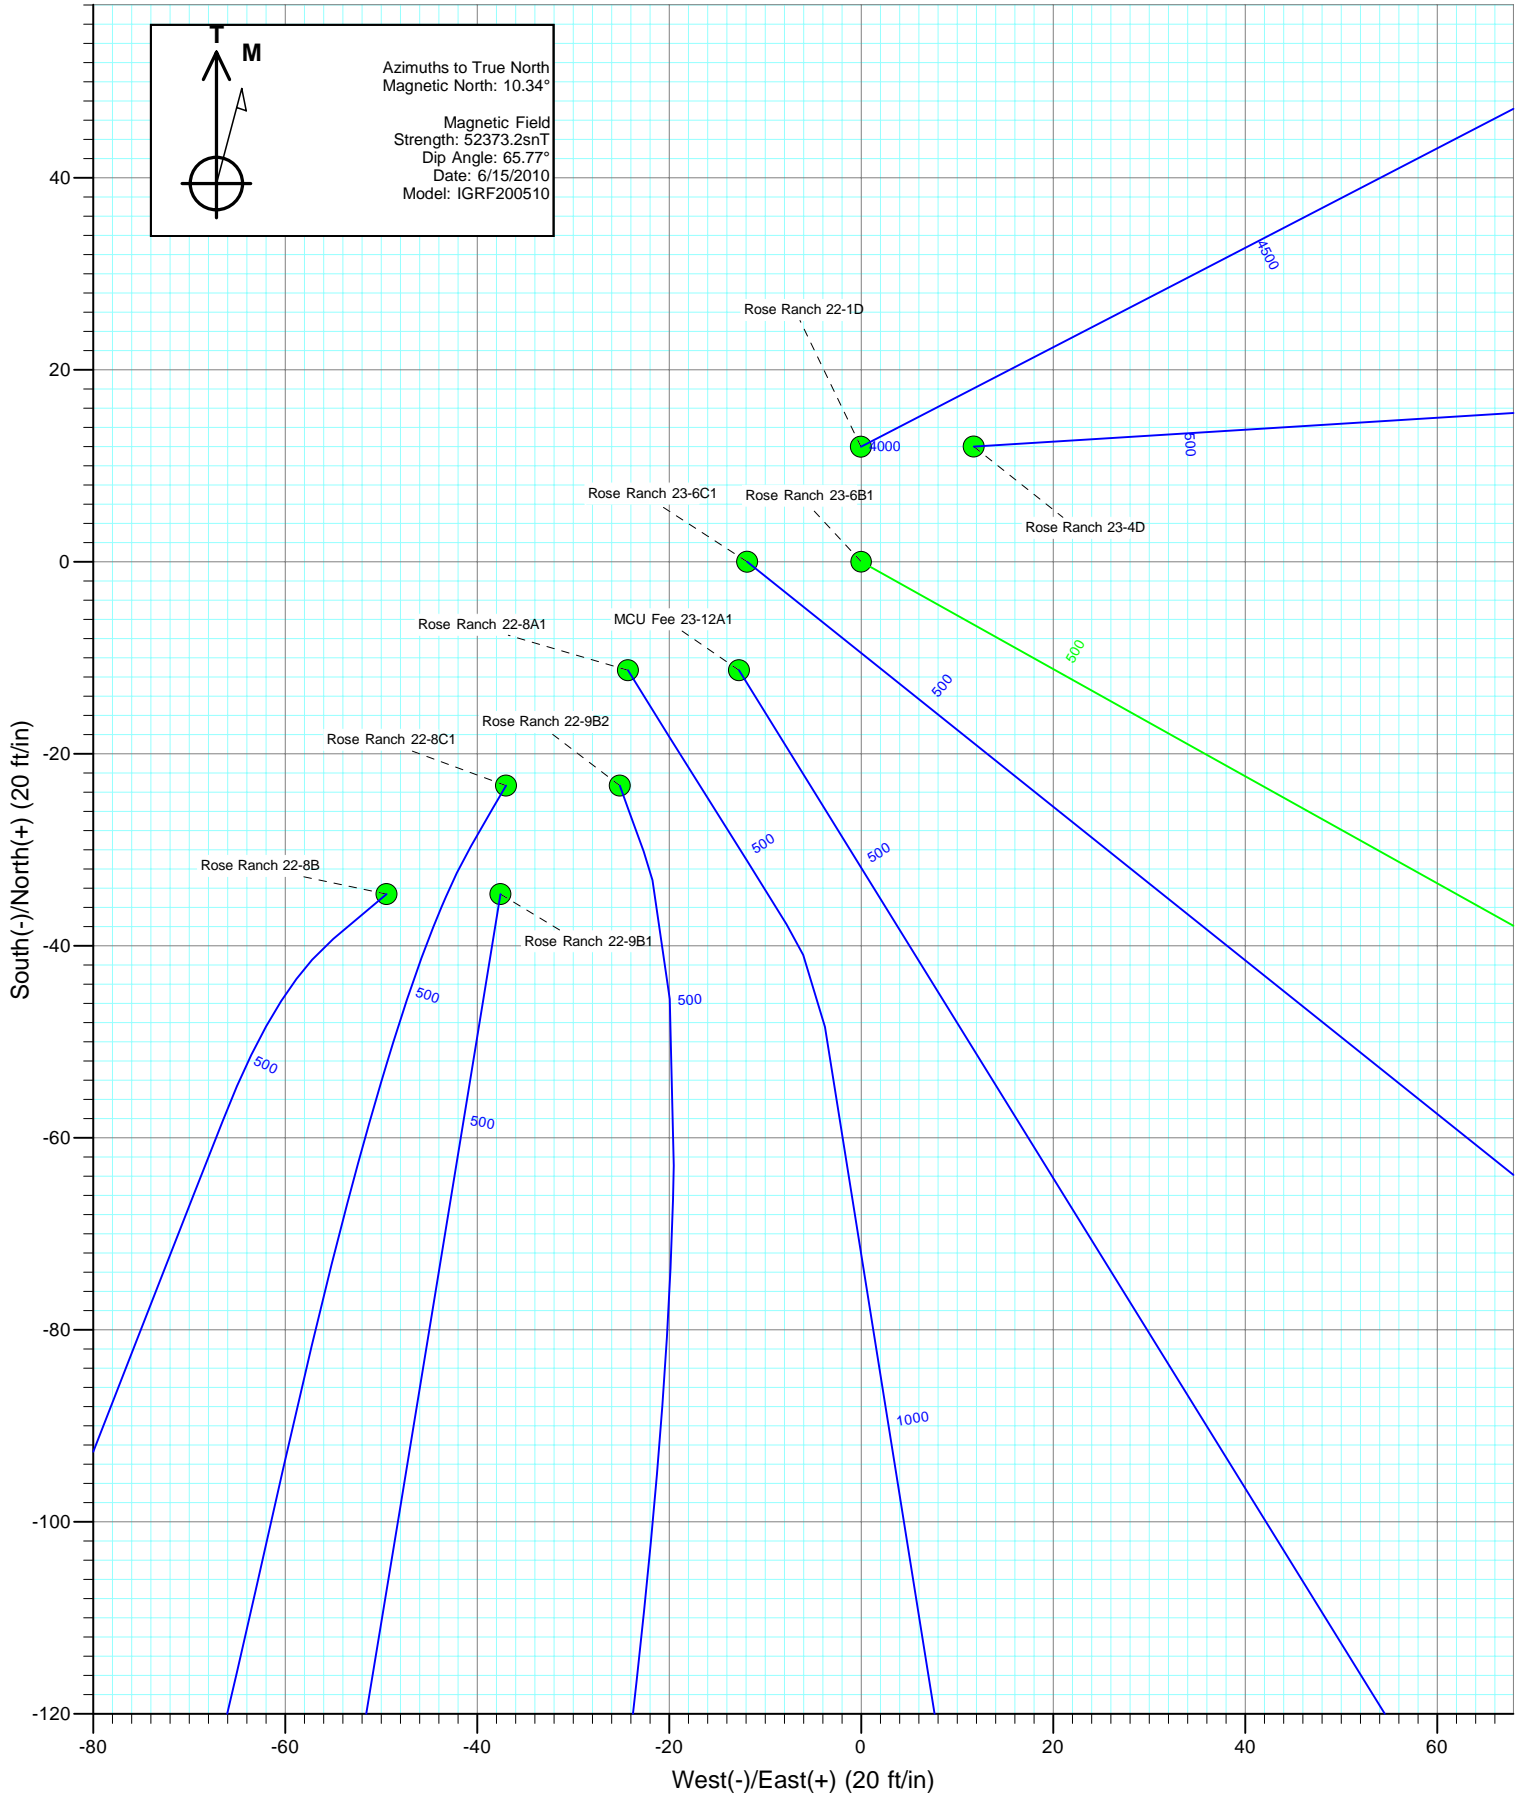 T
M
Azimuths to True North
Magnetic North: 10.34°
Magnetic Field
Strength: 52373.2snT
Dip Angle: 65.77°
Date: 6/15/2010
Model: IGRF200510
40
20
0
-20
-40
-60
-80
-100
-120
South(-)/North(+) (20 ft/in)
4500
Rose Ranch 22-1D
4000
500
Rose Ranch 23-4D
Rose Ranch 23-6C1
Rose Ranch 23-6B1
500
500
Rose Ranch 22-8A1
MCU Fee 23-12A1
500
500
Rose Ranch 22-8C1
Rose Ranch 22-9B2
Rose Ranch 22-8B
Rose Ranch 22-9B1
500
500
500
500
1000
-80
-60
-40
-20
0
20
40
60
West(-)/East(+) (20 ft/in)